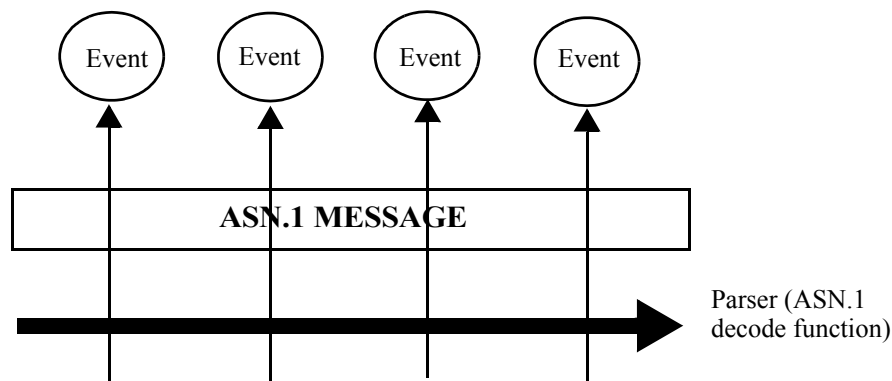 Event Event Event Event
ASN.1 MESSAGE
Parser (ASN.1
decode function)